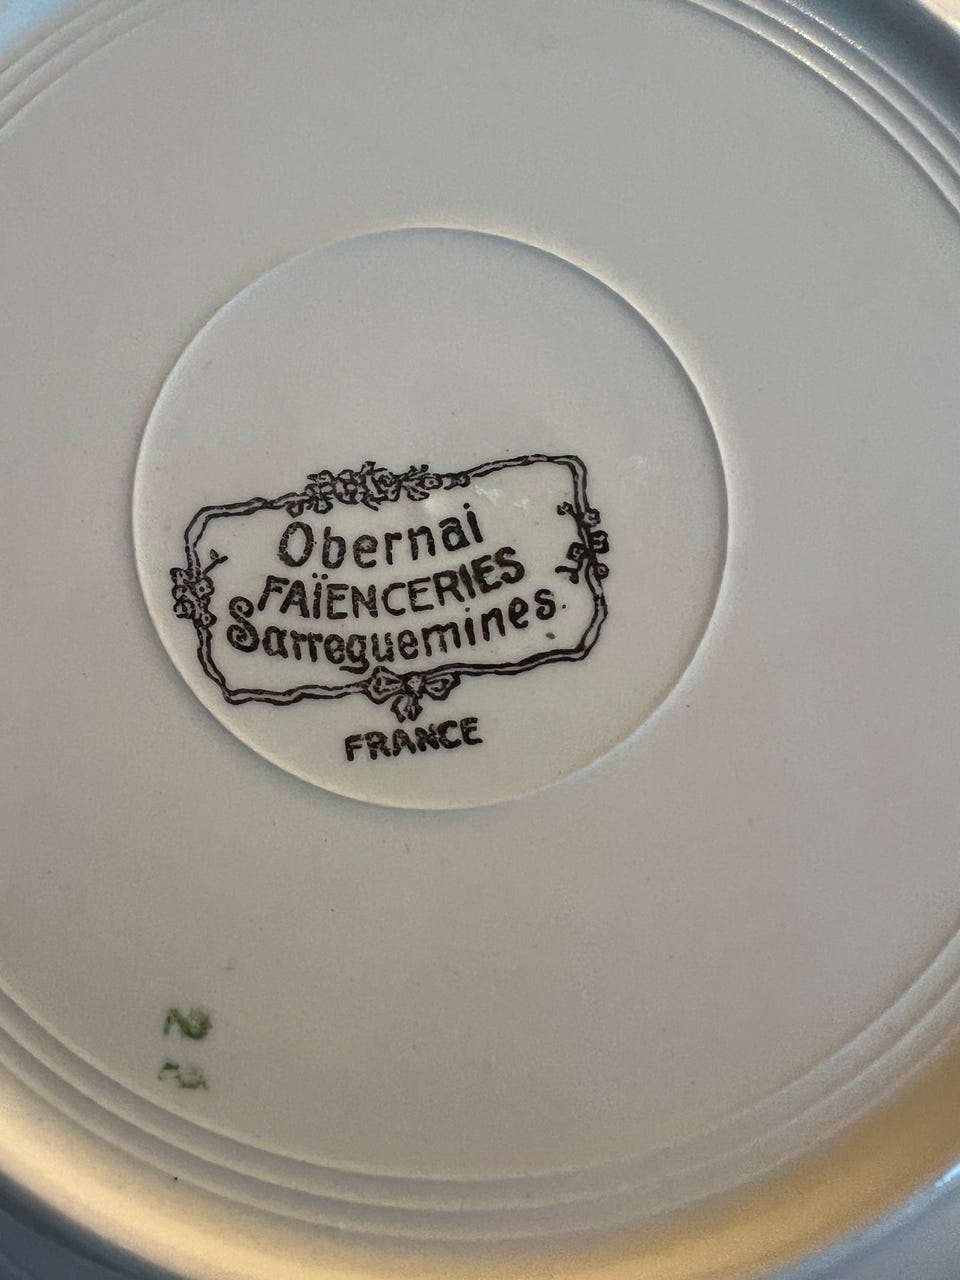 Obernai
FAÏENCERIES
Sarreguemines.
FRANCE